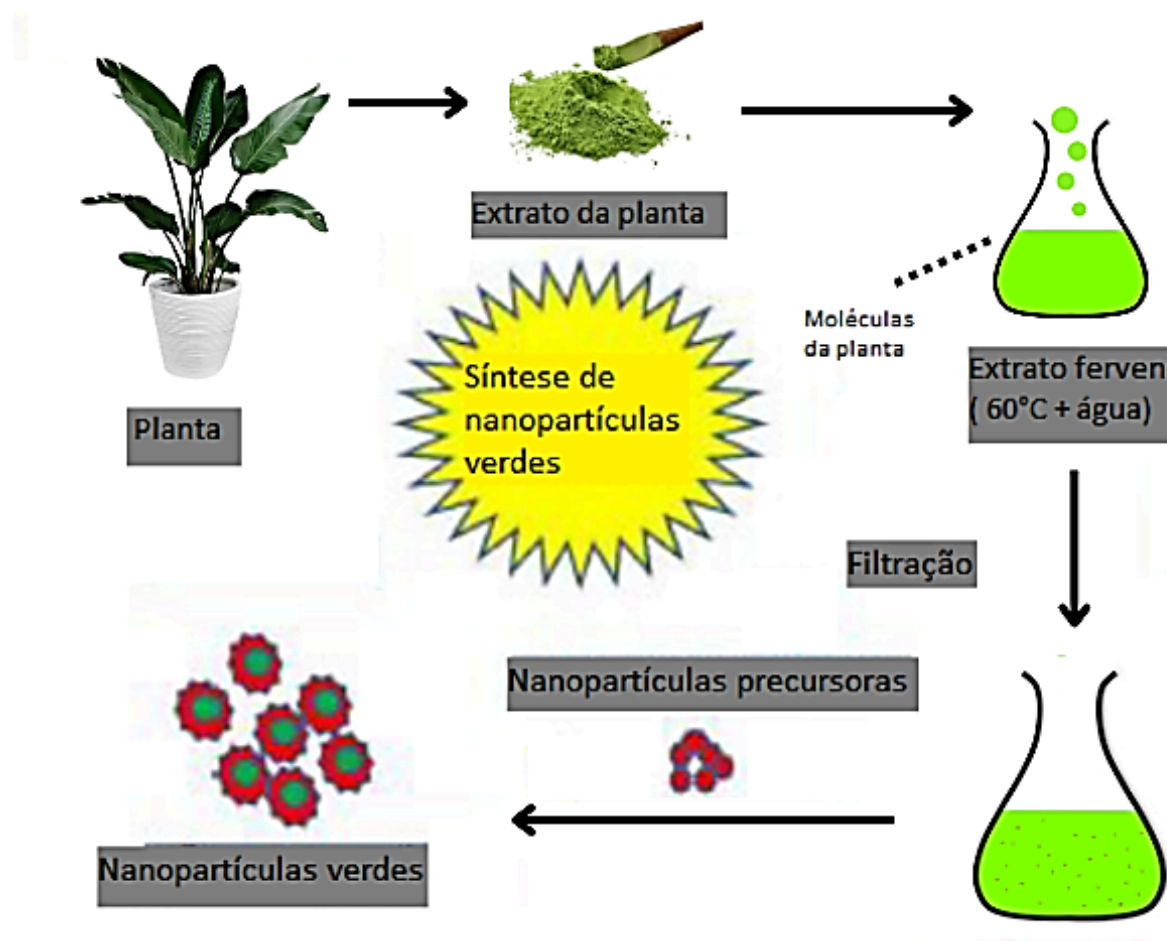 Extrato da planta
Moléculas
da planta
Extrato ferven
( 60°C + água)
Planta
Síntese de
nanopartículas
verdes
Filtração
Nanopartículas precursoras
Nanopartículas verdes